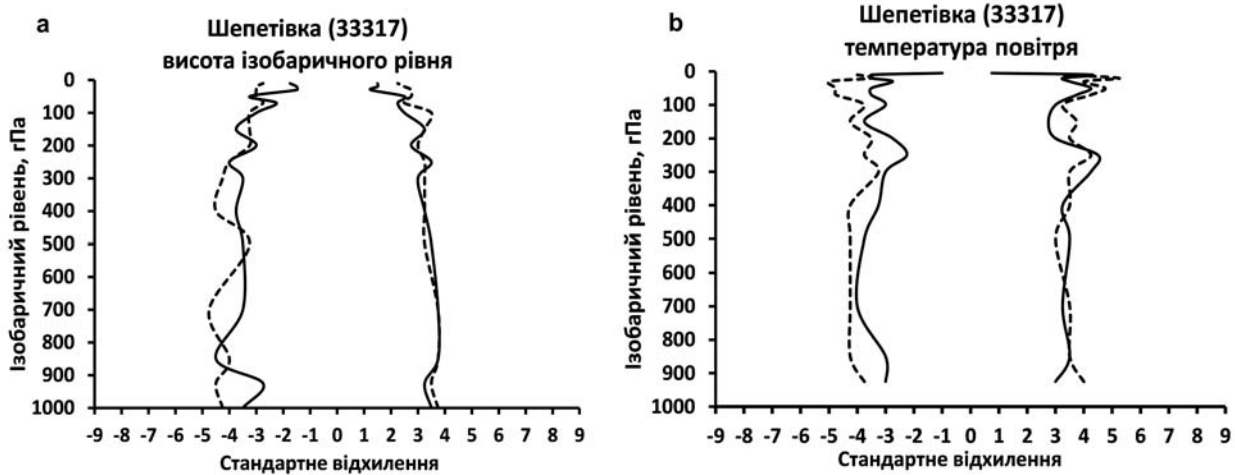 a
Шепетівка (33317)
висота ізобаричного рівня
Ізобаричний рівень, гПа
0
100
200
300
400
500
600
700
800
900
1000
-9 -8 -7 -6 -5 -4 -3 -2 -1 0 1 2 3 4 5 6 7 8 9
Стандартне відхилення
b
Шепетівка (33317)
температура повітря
Ізобаричний рівень, гПа
0
100
200
300
400
500
600
700
800
900
1000
-9 -8 -7 -6 -5 -4 -3 -2 -1 0 1 2 3 4 5 6 7 8 9
Стандартне відхилення